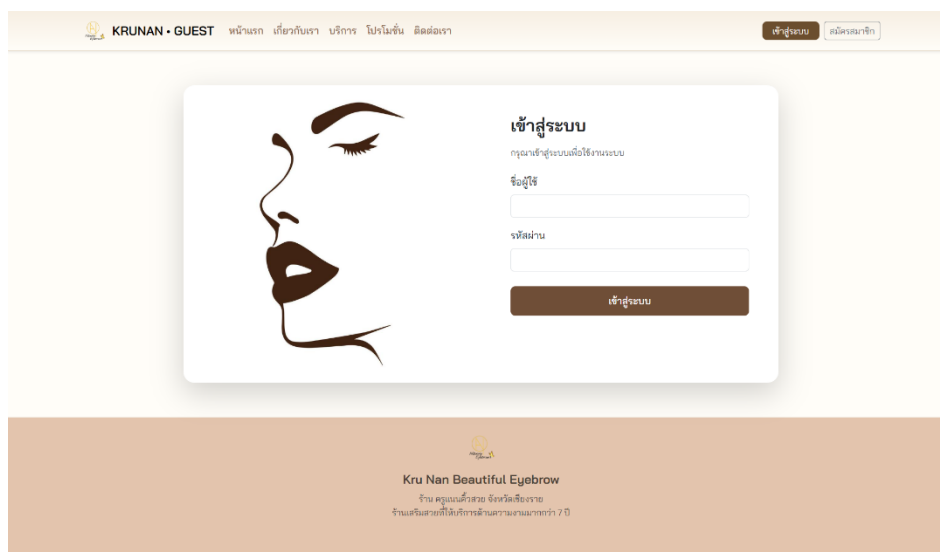 KRUNAN • GUEST หน้าแรก เกี่ยวกับเรา บริการ โปรโมชั่น ติดต่อเรา เข้าสู่ระบบ สมัครสมาชิก
เข้าสู่ระบบ
กรุณาเข้าสู่ระบบเพื่อใช้งานระบบ
ชื่อผู้ใช้
รหัสผ่าน
เข้าสู่ระบบ
Kru Nan Beautiful Eyebrow
ร้าน ครูแนนคิ้วสวย จังหวัดเชียงราย
ร้านเสริมสวยที่ให้บริการด้านความงามมากกว่า 7 ปี